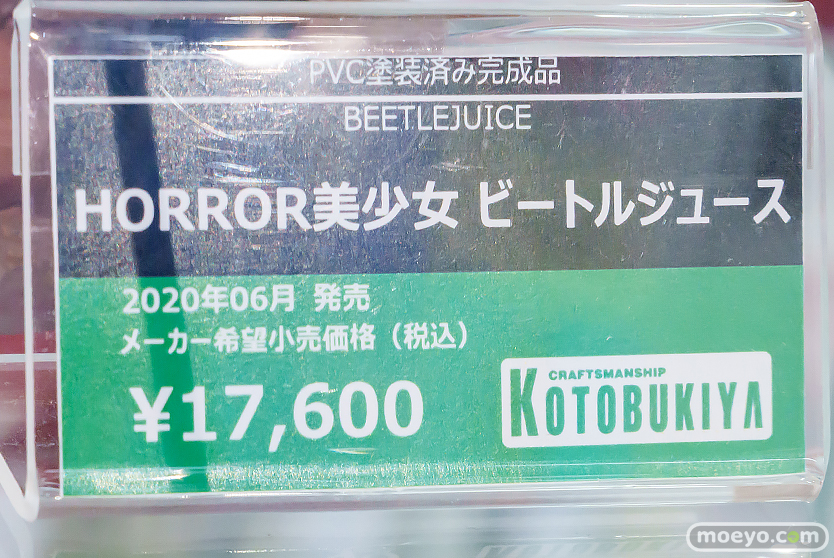 PVC塗装済み完成品
BEETLEJUICE
HORROR美少女 ビートルジュース
2020年06月 発売
メーカー希望小売価格（税込）
¥17,600
CRAFTSMANSHIP
KOTOBUKIYA
moeyo.com